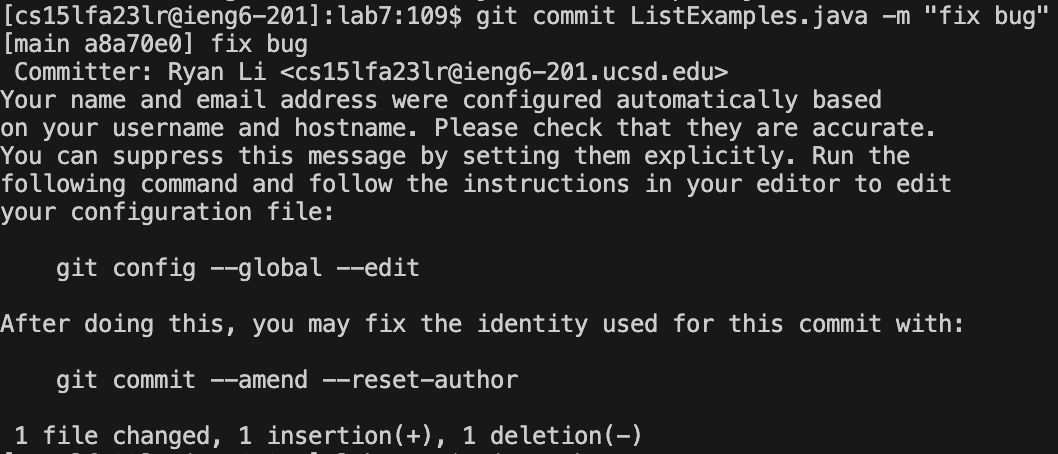 [cs15lfa23lr@ieng6-201]:lab7:109$ git commit ListExamples.java -m "fix bug"
[main a8a70e0] fix bug
 Committer: Ryan Li <cs15lfa23lr@ieng6-201.ucsd.edu>
Your name and email address were configured automatically based
on your username and hostname. Please check that they are accurate.
You can suppress this message by setting them explicitly. Run the
following command and follow the instructions in your editor to edit
your configuration file:

    git config --global --edit

After doing this, you may fix the identity used for this commit with:

    git commit --amend --reset-author

 1 file changed, 1 insertion(+), 1 deletion(-)